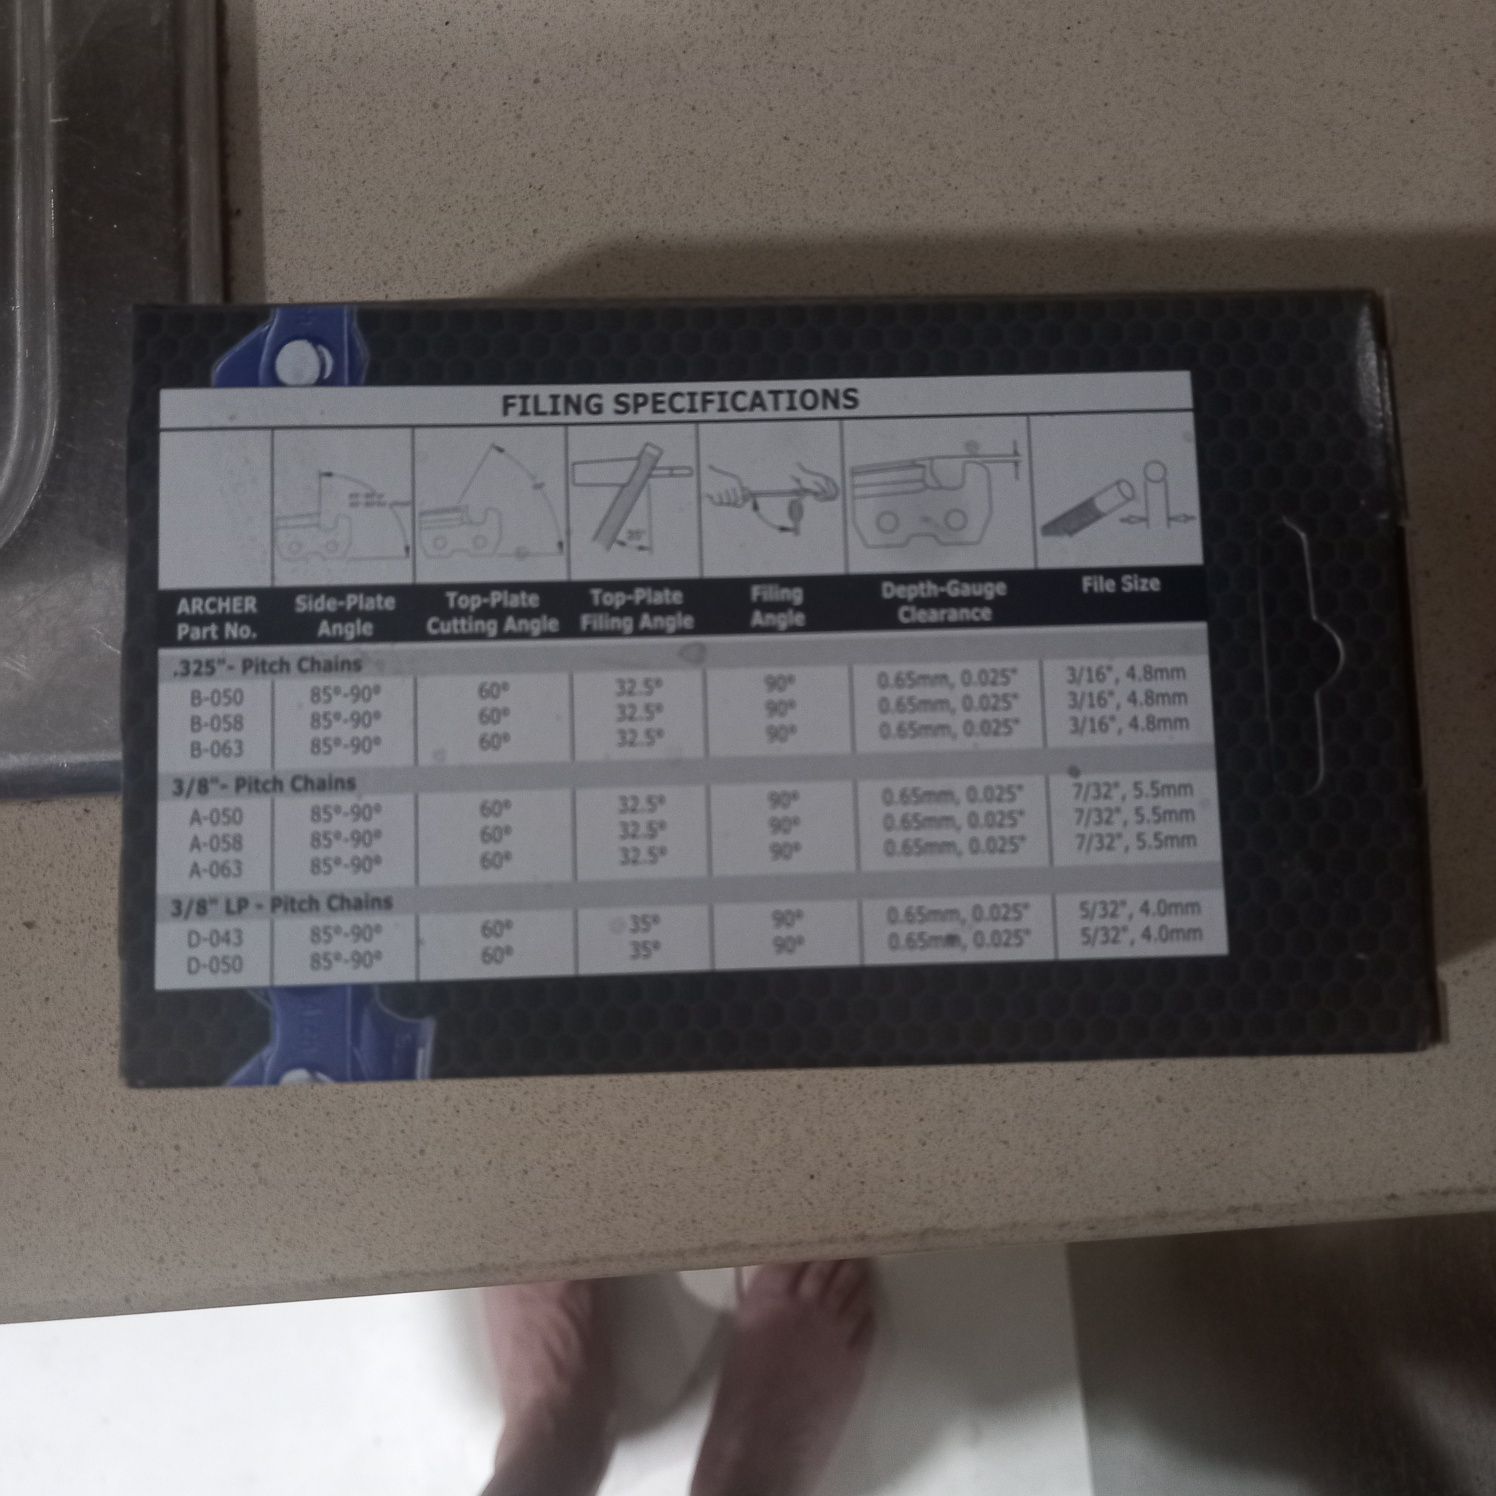 FILING SPECIFICATIONS
35°
ARCHER Part No. Side-Plate Angle Top-Plate Cutting Angle Top-Plate Filing Angle Filing Angle Depth-Gauge Clearance File Size
.325"- Pitch Chains
B-050 85°-90° 60° 32.5° 90° 0.65mm, 0.025" 3/16", 4.8mm
B-058 85°-90° 60° 32.5° 90° 0.65mm, 0.025" 3/16", 4.8mm
B-063 85°-90° 60° 32.5° 90° 0.65mm, 0.025" 3/16", 4.8mm
3/8"- Pitch Chains
A-050 85°-90° 60° 32.5° 90° 0.65mm, 0.025" 7/32", 5.5mm
A-058 85°-90° 60° 32.5° 90° 0.65mm, 0.025" 7/32", 5.5mm
A-063 85°-90° 60° 32.5° 90° 0.65mm, 0.025" 7/32", 5.5mm
3/8" LP - Pitch Chains
D-043 85°-90° 60° 35° 90° 0.65mm, 0.025" 5/32", 4.0mm
D-050 85°-90° 60° 35° 90° 0.65mm, 0.025" 5/32", 4.0mm